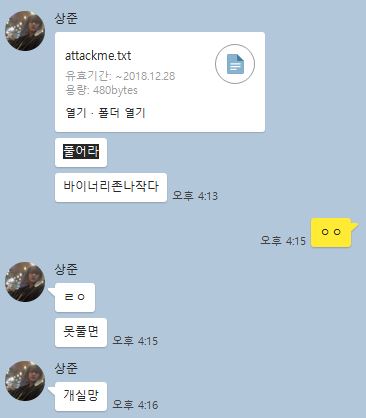 상준
attackme.txt
유효기간: ~2018.12.28
용량: 480bytes
열기 · 폴더 열기
풀어라
바이너리존나작다 오후 4:13
오후 4:15 ㅇㅇ
상준
ㄹㅇ
못풀면 오후 4:15
상준
개실망 오후 4:16